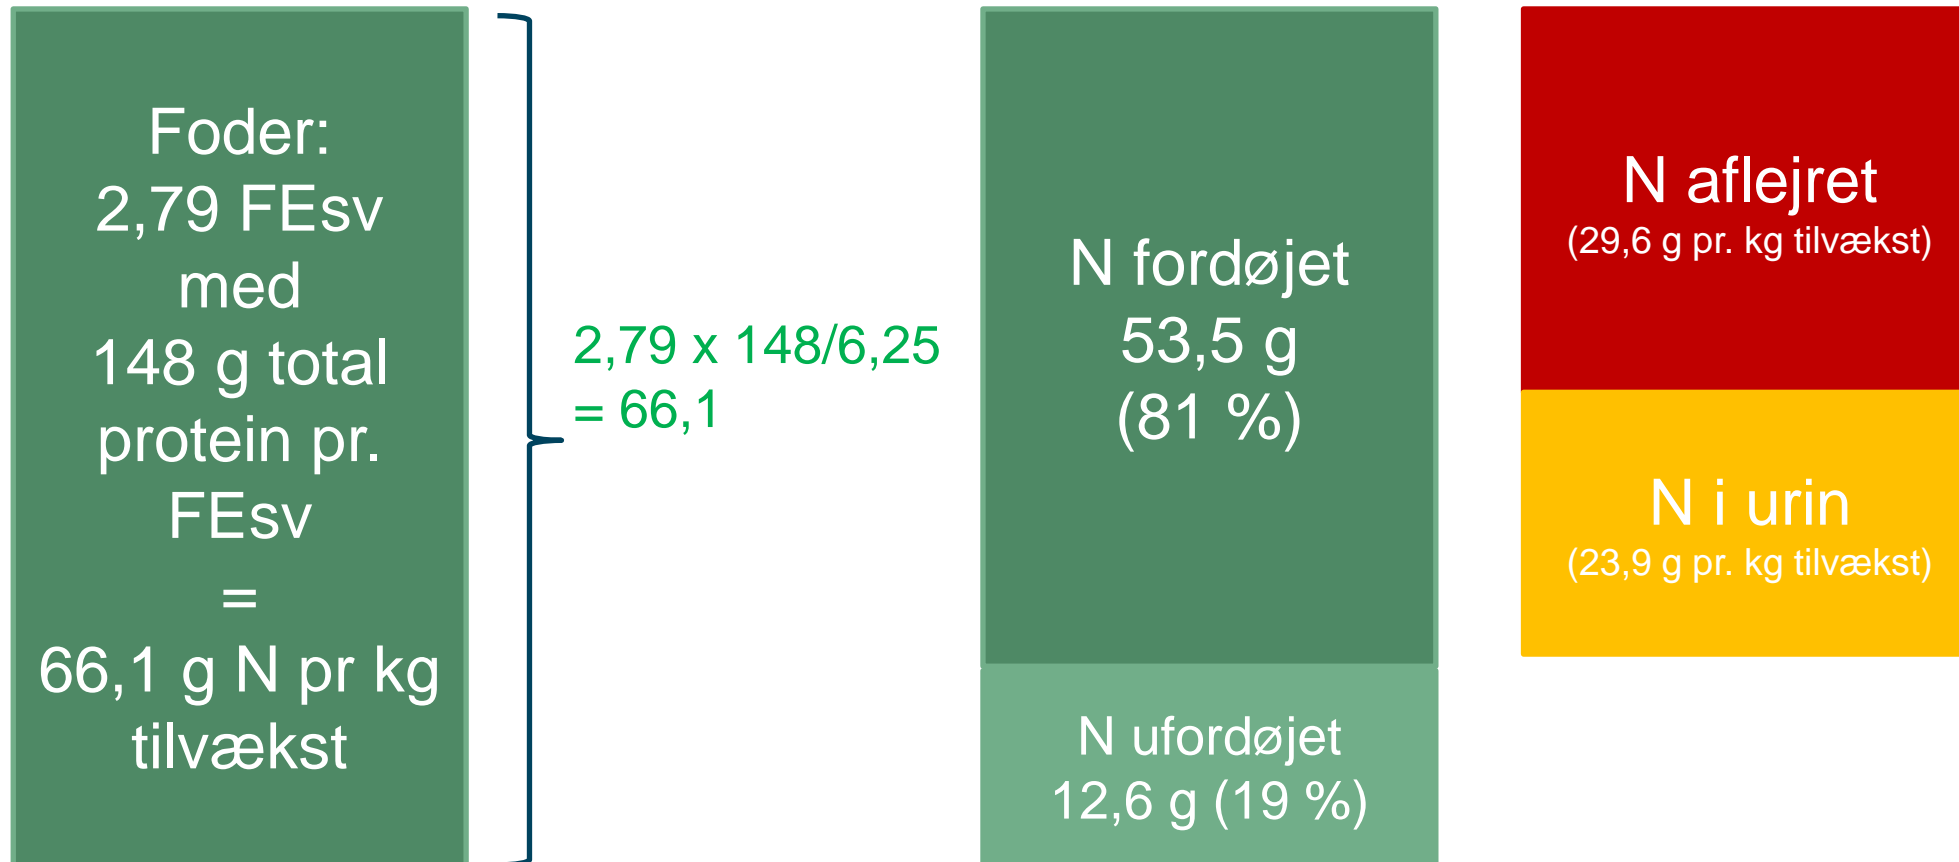 Foder:
2,79 FEsv
med
148 g total
protein pr.
FEsv
=
66,1 g N pr kg
tilvækst
2,79 x 148/6,25
= 66,1
N fordøjet
53,5 g
(81 %)
N ufordøjet
12,6 g (19 %)
N aflejret
(29,6 g pr. kg tilvækst)
N i urin
(23,9 g pr. kg tilvækst)